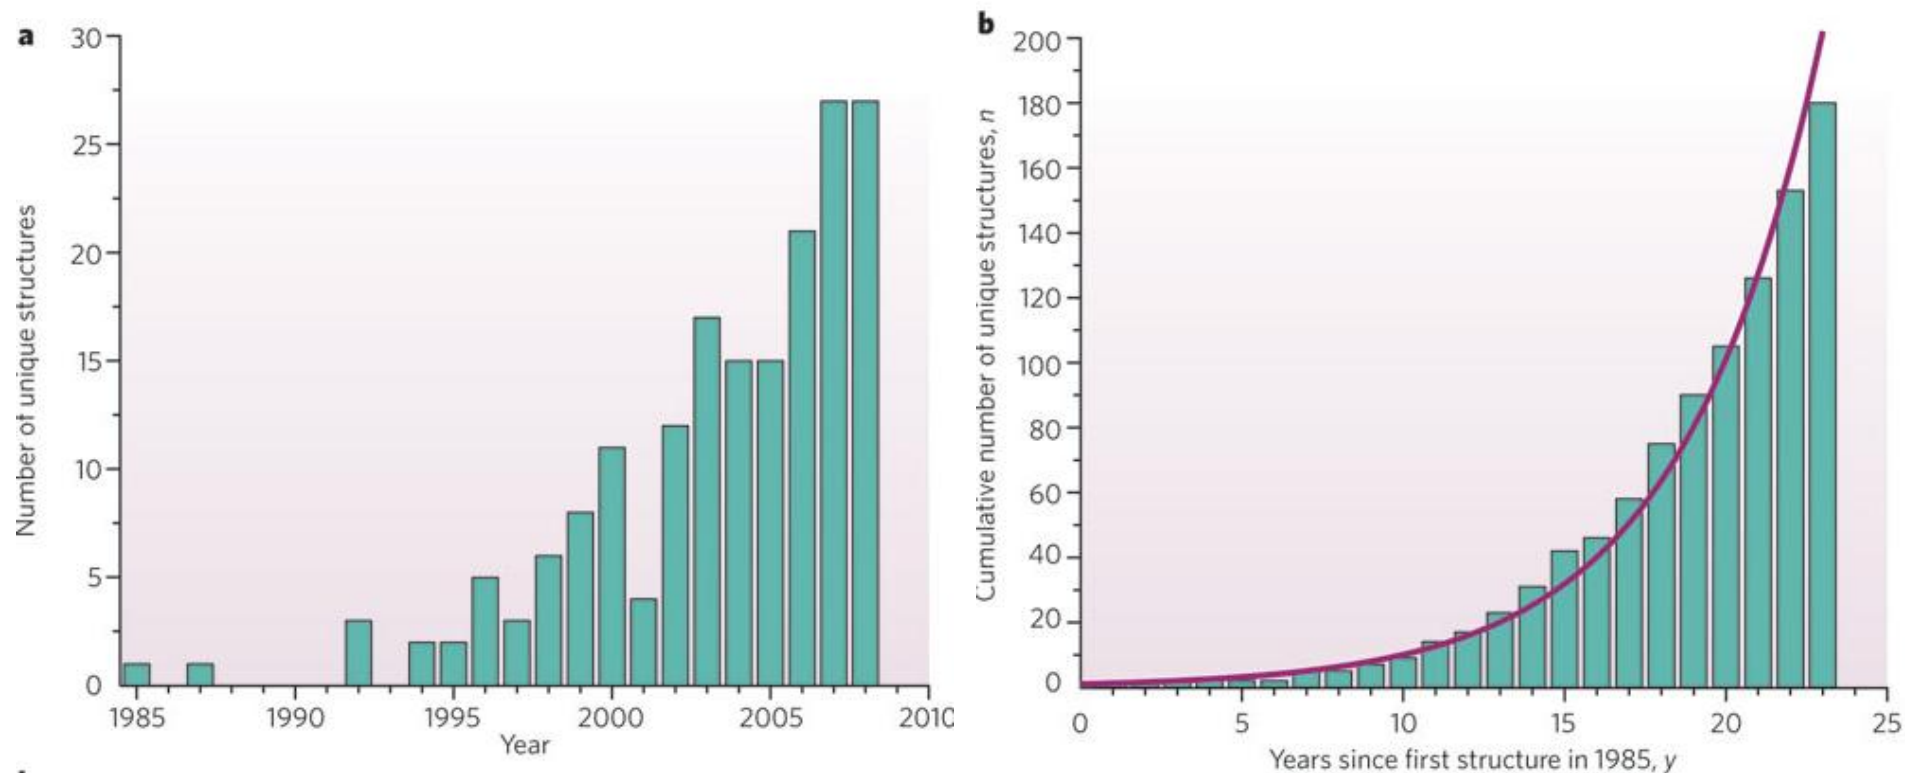 a
30
25
20
15
10
5
0
Number of unique structures
1985 1990 1995 2000 2005 2010
Year
b
200
180
160
140
120
100
80
60
40
20
0
Cumulative number of unique structures, n
0 5 10 15 20 25
Years since first structure in 1985, y